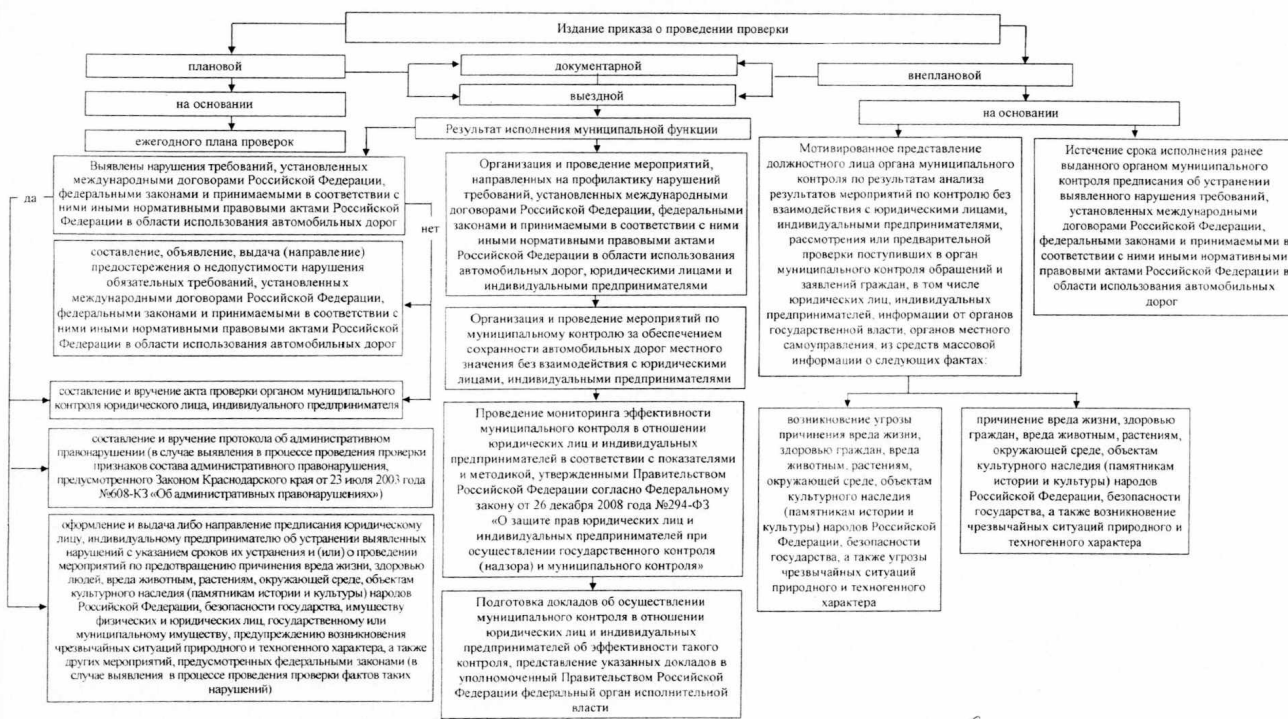 Издание приказа о проведении проверки
плановой
документарной
внеплановой
выездной
на основании
на основании
ежегодного плана проверок
Результат исполнения муниципальной функции
да
нет
Выявлены нарушения требований, установленных
международными договорами Российской Федерации,
федеральными законами и принимаемыми в соответствии с
ними иными нормативными правовыми актами Российской
Федерации в области использования автомобильных дорог
составление, объявление, выдача (направление)
предостережения о недопустимости нарушения
обязательных требований, установленных
международными договорами Российской Федерации,
федеральными законами и принимаемыми в соответствии с
ними иными нормативными правовыми актами Российской
Федерации в области использования автомобильных дорог
составление и вручение акта проверки органом муниципального
контроля юридического лица, индивидуального предпринимателя
составление и вручение протокола об административном
правонарушении (в случае выявления в процессе проведения проверки
признаков состава административного правонарушения,
предусмотренного Законом Краснодарского края от 23 июля 2003 года
№608-КЗ «Об административных правонарушениях»)
оформление и выдача либо направление предписания юридическому
лицу, индивидуальному предпринимателю об устранении выявленных
нарушений с указанием сроков их устранения и (или) о проведении
мероприятий по предотвращению причинения вреда жизни, здоровью
людей, вреда животным, растениям, окружающей среде, объектам
культурного наследия (памятникам истории и культуры) народов
Российской Федерации, безопасности государства, имуществу
физических и юридических лиц, государственному или
муниципальному имуществу, предупреждению возникновения
чрезвычайных ситуаций природного и техногенного характера, а также
других мероприятий, предусмотренных федеральными законами (в
случае выявления в процессе проведения проверки фактов таких
нарушений)
Организация и проведение мероприятий,
направленных на профилактику нарушений
требований, установленных международными
договорами Российской Федерации, федеральными
законами и принимаемыми в соответствии с ними
иными нормативными правовыми актами
Российской Федерации в области использования
автомобильных дорог, юридическими лицами и
индивидуальными предпринимателями
Организация и проведение мероприятий по
муниципальному контролю за обеспечением
сохранности автомобильных дорог местного
значения без взаимодействия с юридическими
лицами, индивидуальными предпринимателями
Проведение мониторинга эффективности
муниципального контроля в отношении
юридических лиц и индивидуальных
предпринимателей в соответствии с показателями
и методикой, утвержденными Правительством
Российской Федерации согласно Федеральному
закону от 26 декабря 2008 года №294-ФЗ
«О защите прав юридических лиц и
индивидуальных предпринимателей при
осуществлении государственного контроля
(надзора) и муниципального контроля»
Подготовка докладов об осуществлении
муниципального контроля в отношении
юридических лиц и индивидуальных
предпринимателей об эффективности такого
контроля, представление указанных докладов в
уполномоченный Правительством Российской
Федерации федеральный орган исполнительной
власти
Мотивированное представление
должностного лица органа муниципального
контроля по результатам анализа
результатов мероприятий по контролю без
взаимодействия с юридическими лицами,
индивидуальными предпринимателями,
рассмотрения или предварительной
проверки поступивших в орган
муниципального контроля обращений и
заявлений граждан, в том числе
юридических лиц, индивидуальных
предпринимателей, информации от органов
государственной власти, органов местного
самоуправления, из средств массовой
информации о следующих фактах:
Истечение срока исполнения ранее
выданного органом муниципального
контроля предписания об устранении
выявленного нарушения требований,
установленных международными
договорами Российской Федерации,
федеральными законами и принимаемыми в
соответствии с ними иными нормативными
правовыми актами Российской Федерации в
области использования автомобильных
дорог
возникновение угрозы
причинения вреда жизни,
здоровью граждан, вреда
животным, растениям,
окружающей среде, объектам
культурного наследия
(памятникам истории и
культуры) народов Российской
Федерации, безопасности
государства, а также угрозы
чрезвычайных ситуаций
природного и техногенного
характера
причинение вреда жизни, здоровью
граждан, вреда животным, растениям,
окружающей среде, объектам
культурного наследия (памятникам
истории и культуры) народов
Российской Федерации, безопасности
государства, а также возникновение
чрезвычайных ситуаций природного и
техногенного характера